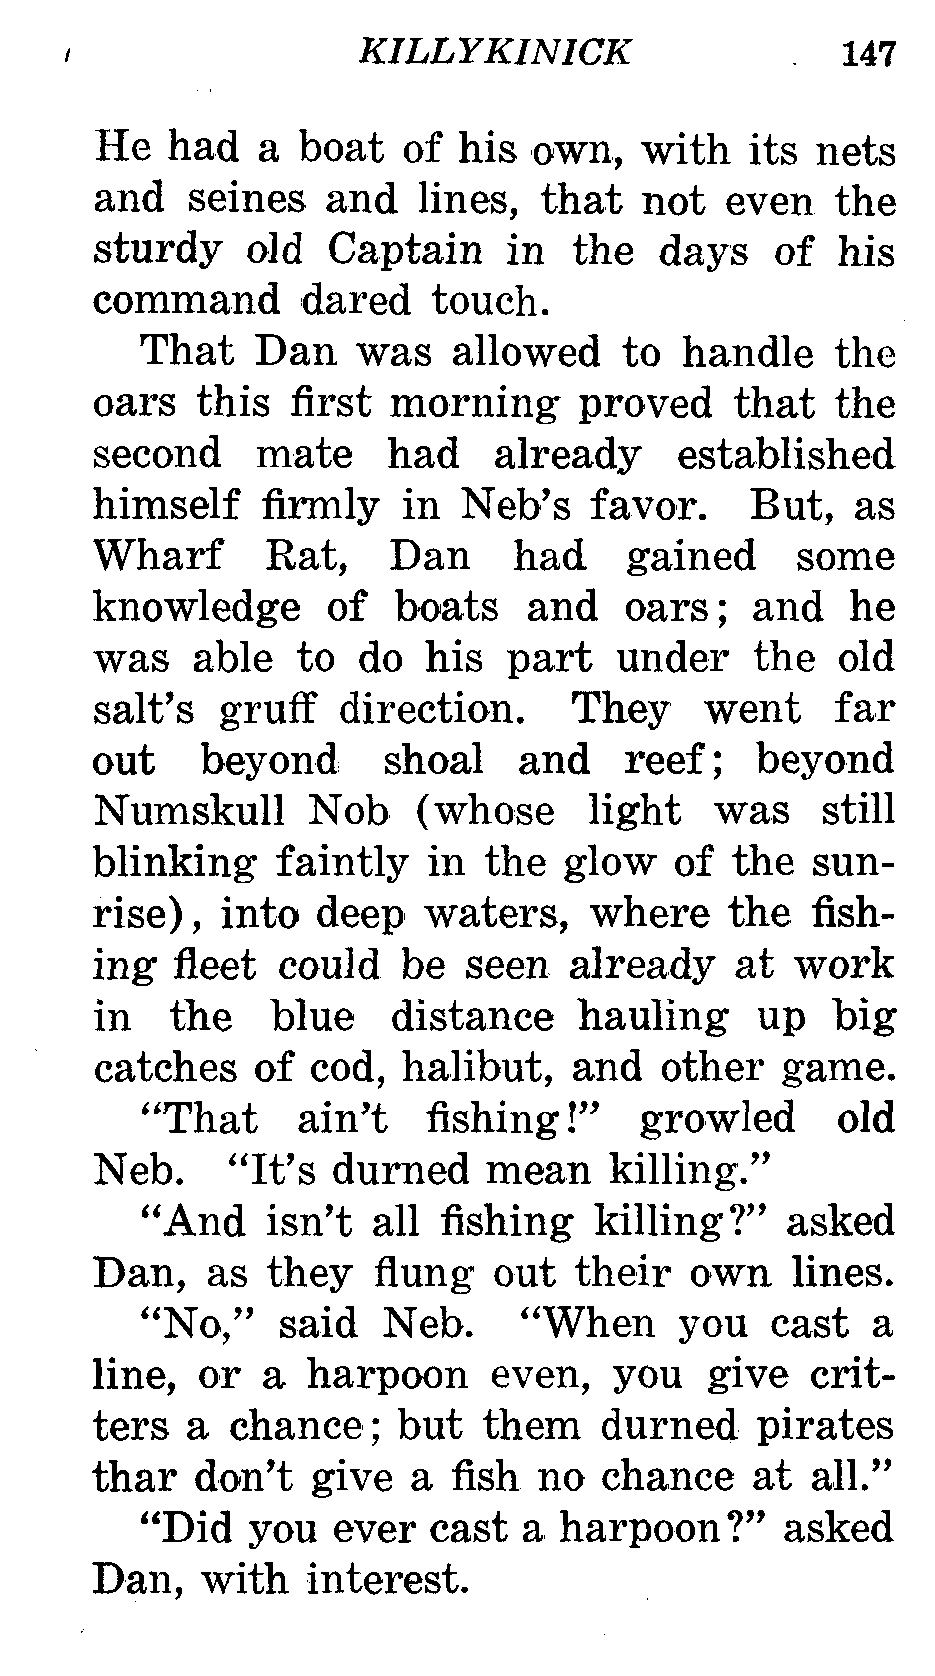 KILLYKINICK 147
He had a boat of his own, with its nets
and seines and lines, that not even the
sturdy old Captain in the days of his
command dared touch.
That Dan was allowed to handle the
oars this first morning proved that the
second mate had already established
himself firmly in Neb's favor. But, as
Wharf Rat, Dan had gained some
knowledge of boats and oars; and he
was able to do his part under the old
salt's gruff direction. They went far
out beyond shoal and reef; beyond
Numskull Nob (whose light was still
blinking faintly in the glow of the sun-
rise), into deep waters, where the fish-
ing fleet could be seen already at work
in the blue distance hauling up big
catches of cod, halibut, and other game.
"That ain't fishing!" growled old
Neb. "It's durned mean killing."
"And isn't all fishing killing?" asked
Dan, as they flung out their own lines.
"No," said Neb. "When you cast a
line, or a harpoon even, you give crit-
ters a chance; but them durned pirates
thar don't give a fish no chance at all."
"Did you ever cast a harpoon?" asked
Dan, with interest.